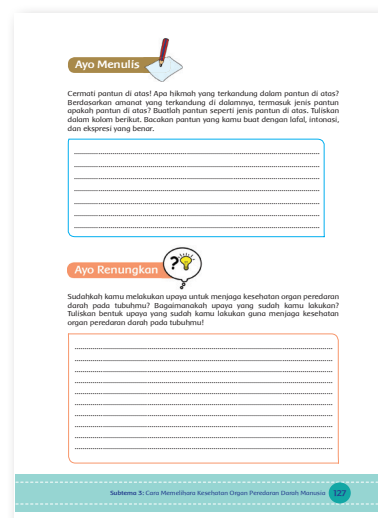 Ayo Menulis
Cermati pantun di atas! Apa hikmah yang terkandung dalam pantun di atas?
Berdasarkan amanat yang terkandung di dalamnya, termasuk jenis pantun
apakah pantun di atas? Buatlah pantun seperti jenis pantun di atas. Tuliskan
dalam kolom berikut. Bacakan pantun yang kamu buat dengan lafal, intonasi,
dan ekspresi yang benar.
Ayo Renungkan
Sudahkah kamu melakukan upaya untuk menjaga kesehatan organ peredaran
darah pada tubuhmu? Bagaimanakah upaya yang sudah kamu lakukan?
Tuliskan bentuk upaya yang sudah kamu lakukan guna menjaga kesehatan
organ peredaran darah pada tubuhmu!
Subtema 3: Cara Memelihara Kesehatan Organ Peredaran Darah Manusia 127